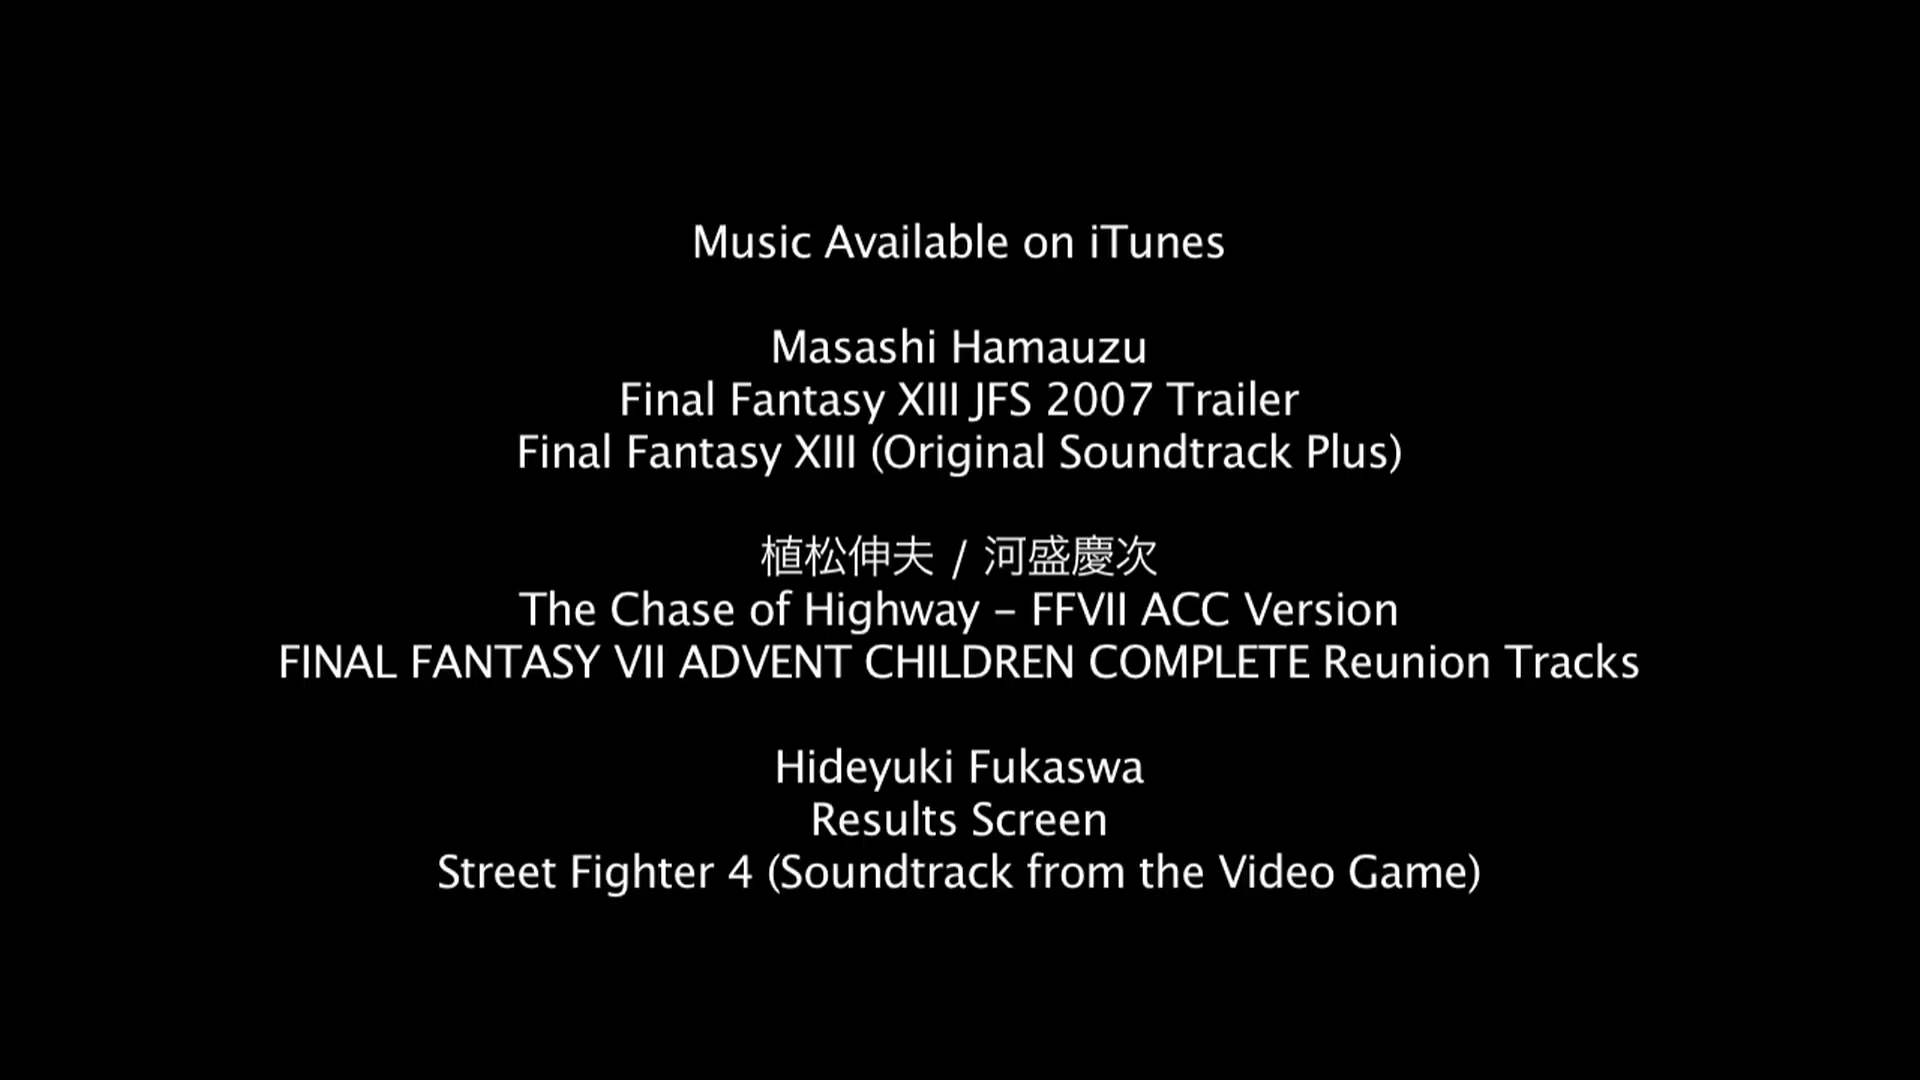 Music Available on iTunes
Masashi Hamauzu
Final Fantasy XIII JFS 2007 Trailer
Final Fantasy XIII (Original Soundtrack Plus)
植松伸夫 / 河盛慶次
The Chase of Highway – FFVII ACC Version
FINAL FANTASY VII ADVENT CHILDREN COMPLETE Reunion Tracks
Hideyuki Fukaswa
Results Screen
Street Fighter 4 (Soundtrack from the Video Game)